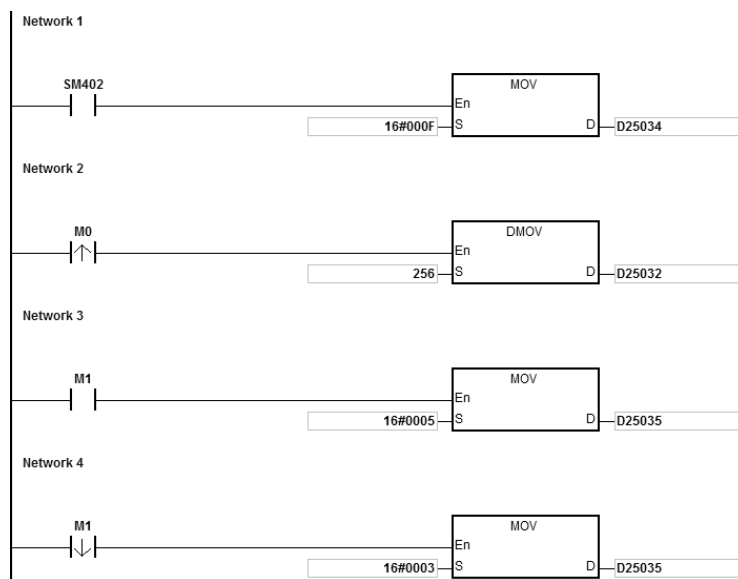 Network 1
SM402
MOV
En
16#000F S D D25034
Network 2
M0
DMOV
En
256 S D D25032
Network 3
M1
MOV
En
16#0005 S D D25035
Network 4
M1
MOV
En
16#0003 S D D25035